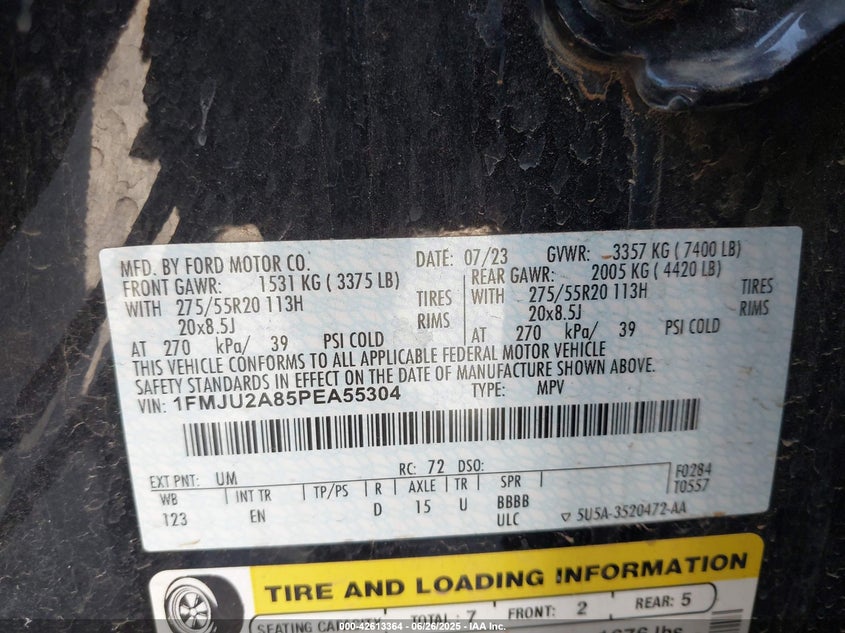 MFD. BY FORD MOTOR CO. DATE: 07/23 GVWR: 3357 KG (7400 LB)
FRONT GAWR: 1531 KG (3375 LB) REAR GAWR: 2005 KG (4420 LB)
WITH 275/55R20 113H TIRES WITH 275/55R20 113H TIRES
20x8.5J RIMS 20x8.5J RIMS
AT 270 kPa/ 39 PSI COLD AT 270 kPa/ 39 PSI COLD
THIS VEHICLE CONFORMS TO ALL APPLICABLE FEDERAL MOTOR VEHICLE
SAFETY STANDARDS IN EFFECT ON THE DATE OF MANUFACTURE SHOWN ABOVE.
VIN: 1FMJU2A85PEA55304 TYPE: MPV
EXT PNT: UM RC: 72 DSO: F0284
WB INT TR TP/PS R AXLE TR SPR T0557
123 EN D 15 U BBBB
ULC ▽ 5U5A-3520472-AA
TIRE AND LOADING INFORMATION
SEATING CAPACITY TOTAL: 7 FRONT: 2 REAR: 5
000-42613364 - 06/26/2025 - IAA Inc.